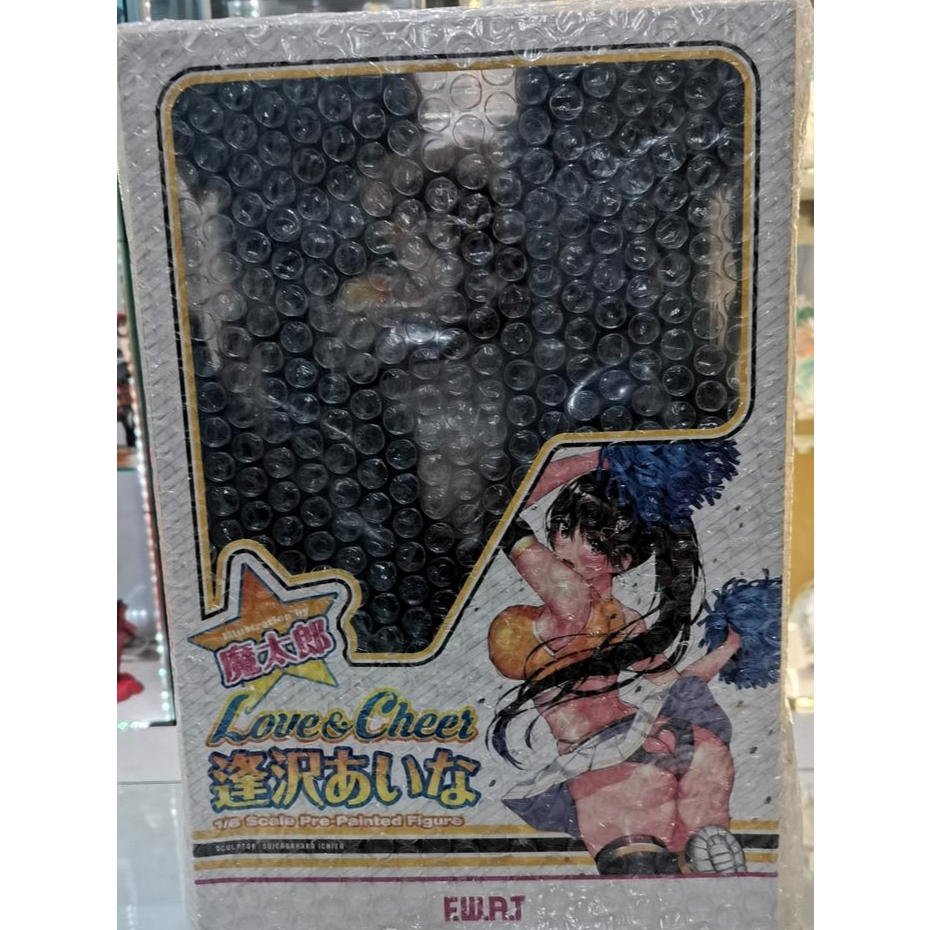 Illustration by
魔太郎
Love & Cheer
逢沢あいな
1/6 Scale Pre-Painted Figure
F.W.A.T